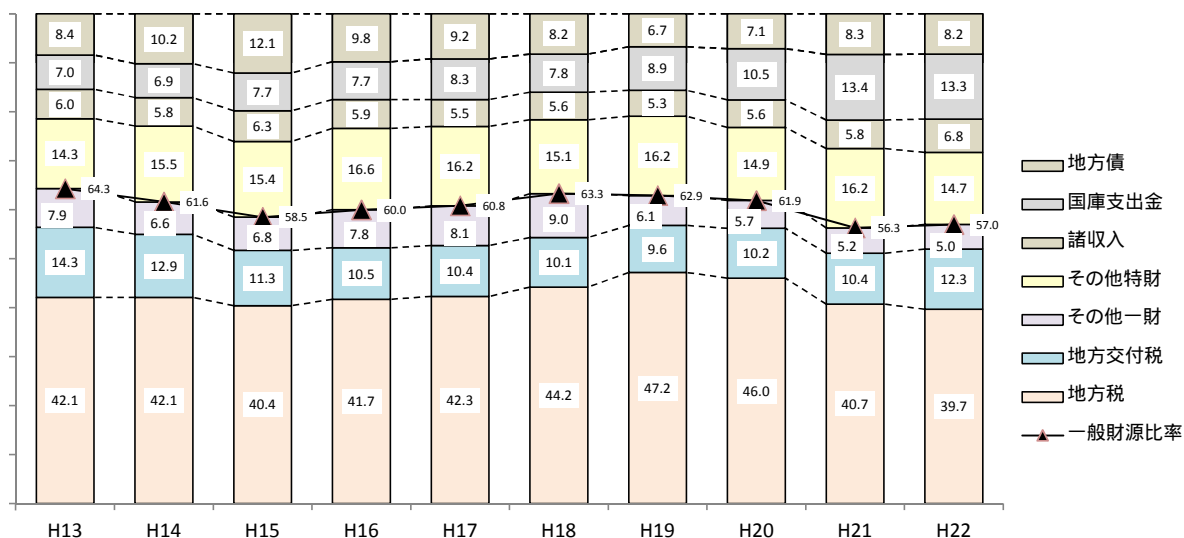 8.4 10.2 12.1 9.8 9.2 8.2 6.7 7.1 8.3 8.2
7.0 6.9 7.7 7.7 8.3 7.8 8.9 10.5 13.4 13.3
6.0 5.8 6.3 5.9 5.5 5.6 5.3 5.6 5.8 6.8
14.3 15.5 15.4 16.6 16.2 15.1 16.2 14.9 16.2 14.7
64.3 61.6 58.5 60.0 60.8 63.3 62.9 61.9 56.3 57.0
7.9 6.6 6.8 7.8 8.1 9.0 6.1 5.7 5.2 5.0
14.3 12.9 11.3 10.5 10.4 10.1 9.6 10.2 10.4 12.3
42.1 42.1 40.4 41.7 42.3 44.2 47.2 46.0 40.7 39.7
H13 H14 H15 H16 H17 H18 H19 H20 H21 H22
地方債
国庫支出金
諸収入
その他特財
その他一財
地方交付税
地方税
一般財源比率